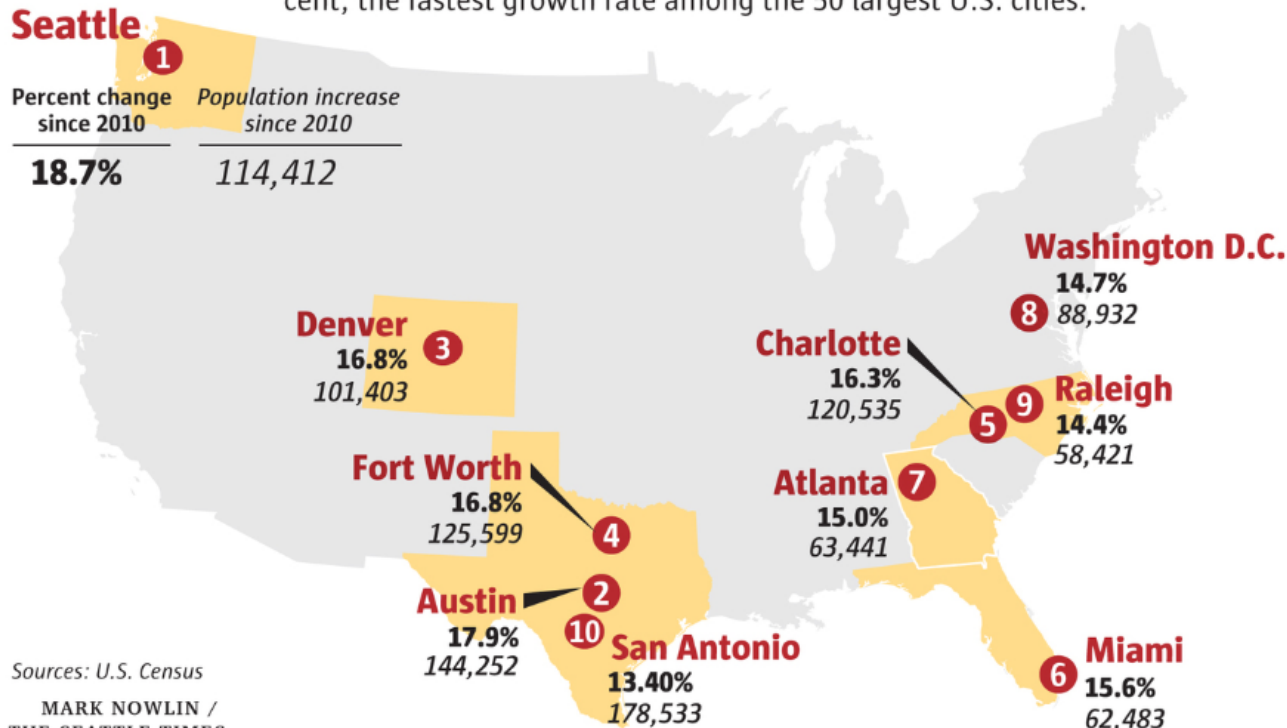 cent, the fastest growth rate among the 50 largest U.S. cities.
Seattle
1
Percent change
since 2010
18.7%
Population increase
since 2010
114,412
Washington D.C.
14.7%
8
88,932
Denver
3
16.8%
101,403
Charlotte
16.3%
120,535
5
9
Raleigh
14.4%
58,421
Fort Worth
16.8%
125,599
4
Atlanta
7
15.0%
63,441
Austin
2
17.9%
144,252
10
San Antonio
13.40%
178,533
Miami
6
15.6%
62,483
Sources: U.S. Census
MARK NOWLIN /
THE SEATTLE TIMES